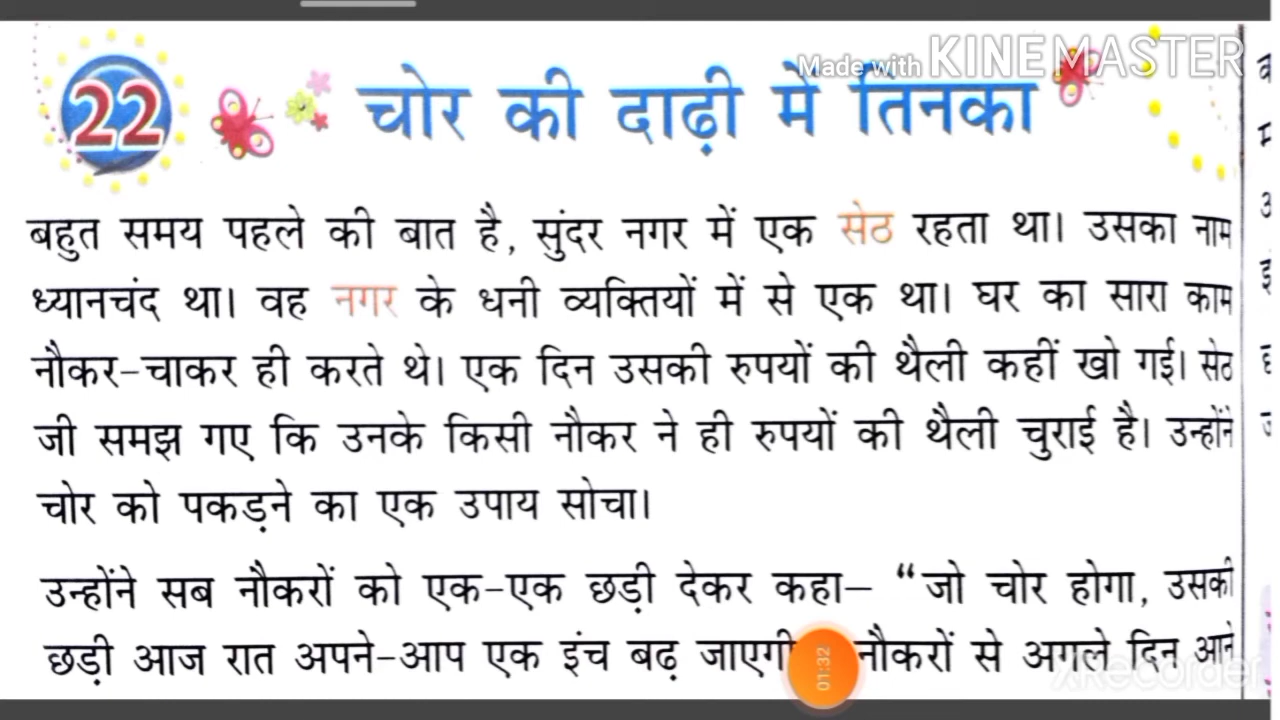 Made with KINEMASTER
22 चोर की दाढ़ी में तिनका
बहुत समय पहले की बात है, सुंदर नगर में एक सेठ रहता था। उसका नाम
ध्यानचंद था। वह नगर के धनी व्यक्तियों में से एक था। घर का सारा काम
नौकर-चाकर ही करते थे। एक दिन उसकी रुपयों की थैली कहीं खो गई। सेठ
जी समझ गए कि उनके किसी नौकर ने ही रुपयों की थैली चुराई है। उन्होंने
चोर को पकड़ने का एक उपाय सोचा।
उन्होंने सब नौकरों को एक-एक छड़ी देकर कहा– “जो चोर होगा, उसकी
छड़ी आज रात अपने-आप एक इंच बढ़ जाएगी नौकरों से अगले दिन आने
01:32
XRecorder